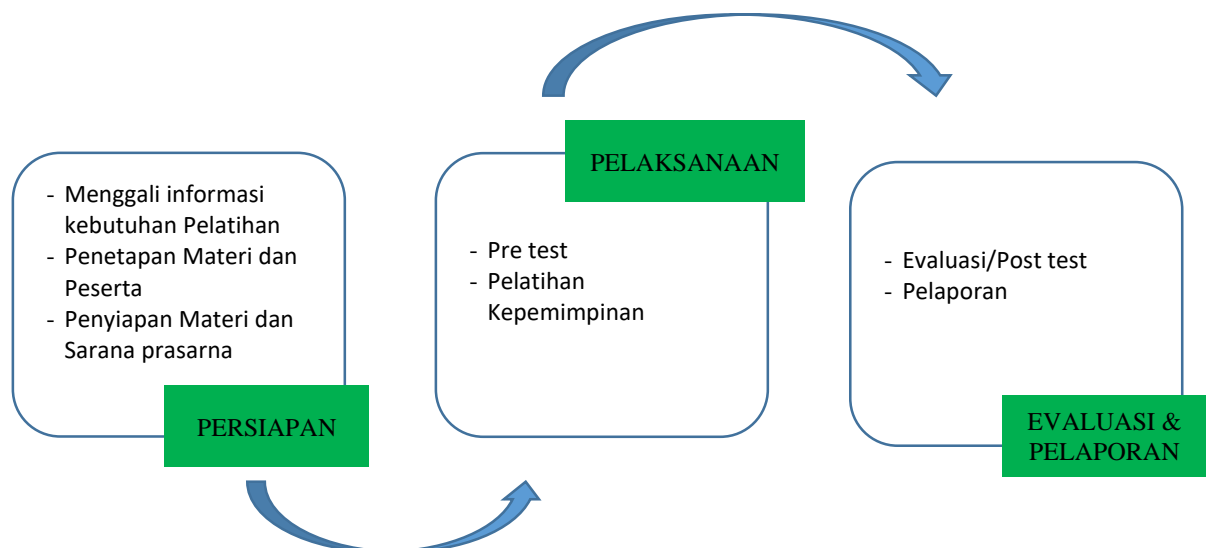 - Menggali informasi
kebutuhan Pelatihan
- Penetapan Materi dan
Peserta
- Penyiapan Materi dan
Sarana prasarna
PERSIAPAN
PELAKSANAAN
- Pre test
- Pelatihan
Kepemimpinan
- Evaluasi/Post test
- Pelaporan
EVALUASI &
PELAPORAN